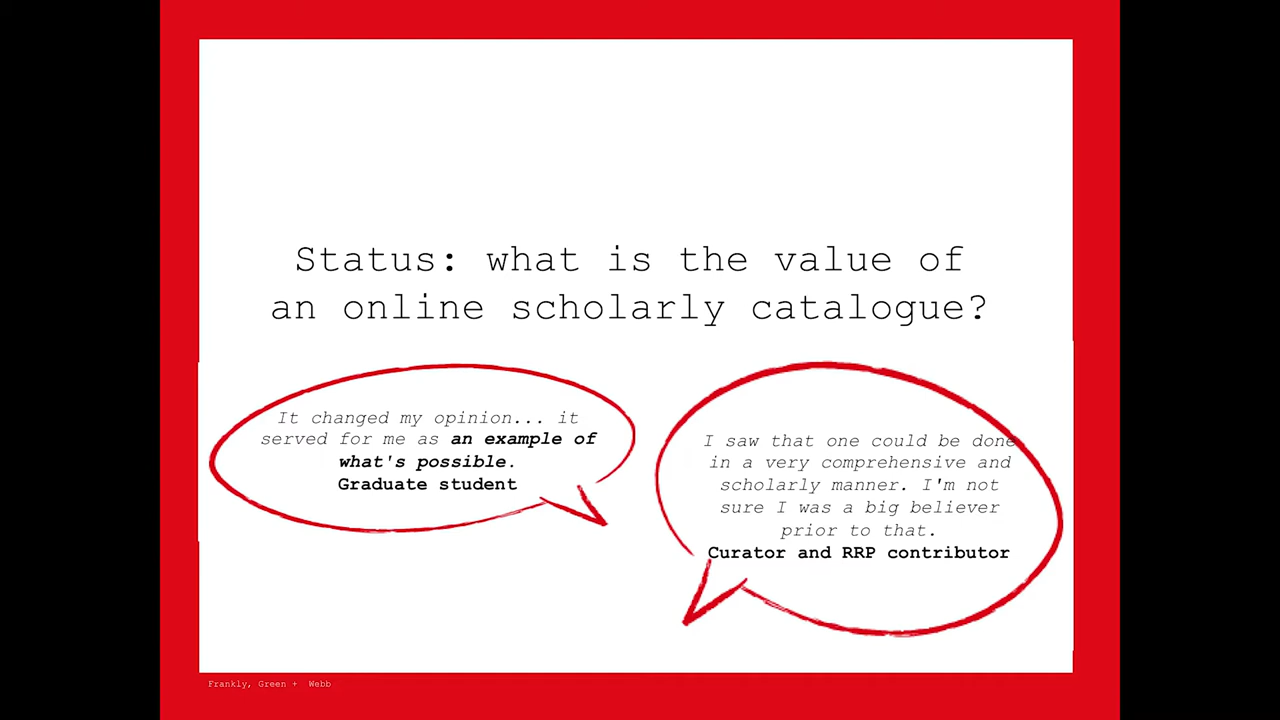 Status: what is the value of
an online scholarly catalogue?
It changed my opinion... it
served for me as an example of
what's possible.
Graduate student
I saw that one could be done
in a very comprehensive and
scholarly manner. I'm not
sure I was a big believer
prior to that.
Curator and RRP contributor
Frankly, Green + Webb